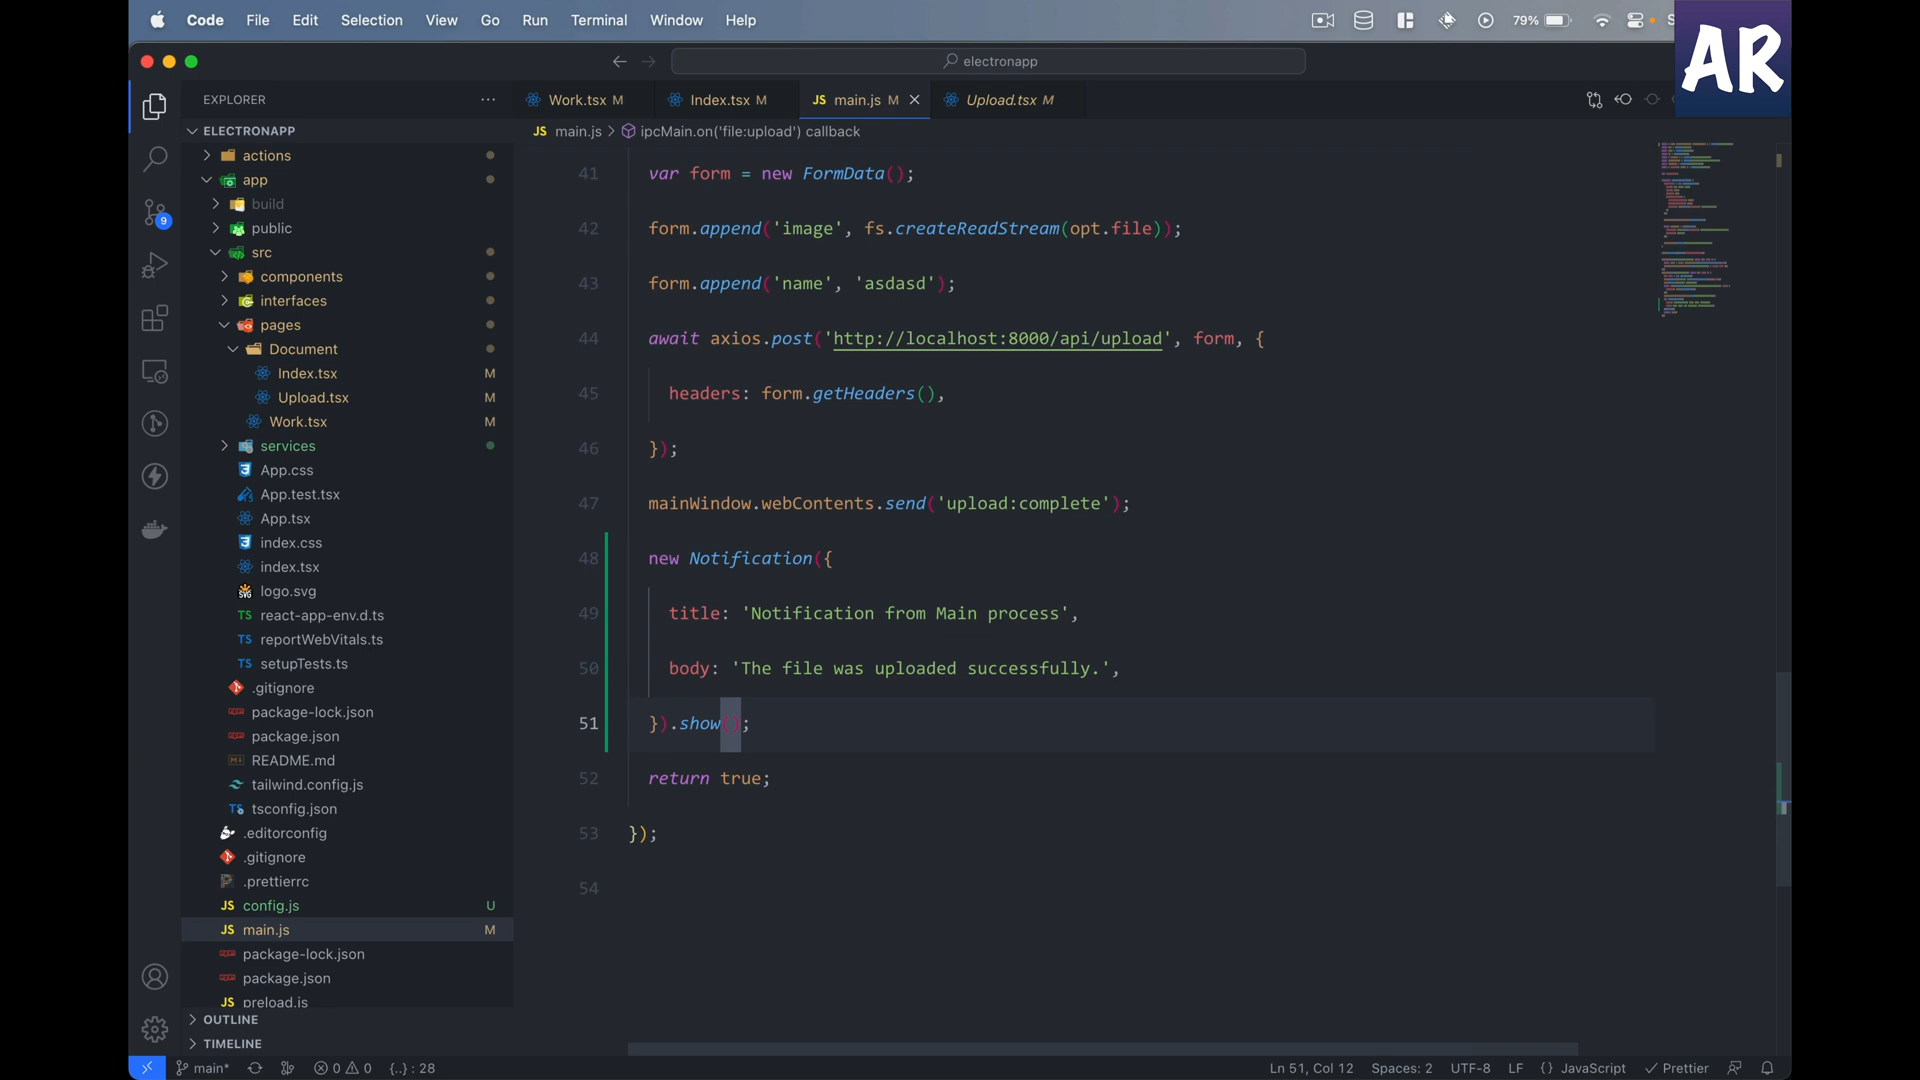 Code File Edit Selection View Go Run Terminal Window Help 79%
AR
electronapp
EXPLORER
Work.tsx M
Index.tsx M
JS main.js M
Upload.tsx M
ELECTRONAPP
JS main.js > ipcMain.on('file:upload') callback
actions
app
build
public
src
components
interfaces
pages
Document
Index.tsx M
Upload.tsx M
Work.tsx M
services
App.css
App.test.tsx
App.tsx
index.css
index.tsx
logo.svg
TS react-app-env.d.ts
TS reportWebVitals.ts
TS setupTests.ts
.gitignore
package-lock.json
package.json
README.md
tailwind.config.js
TS tsconfig.json
.editorconfig
.gitignore
.prettierrc
JS config.js U
JS main.js M
package-lock.json
package.json
JS preload.js
OUTLINE
TIMELINE
9
41 var form = new FormData();
42 form.append('image', fs.createReadStream(opt.file));
43 form.append('name', 'asdasd');
44 await axios.post('http://localhost:8000/api/upload', form, {
45 headers: form.getHeaders(),
46 });
47 mainWindow.webContents.send('upload:complete');
48 new Notification({
49 title: 'Notification from Main process',
50 body: 'The file was uploaded successfully.',
51 }).show();
52 return true;
53 });
54
main* 0 0 {..} : 28 Ln 51, Col 12 Spaces: 2 UTF-8 LF {} JavaScript Prettier